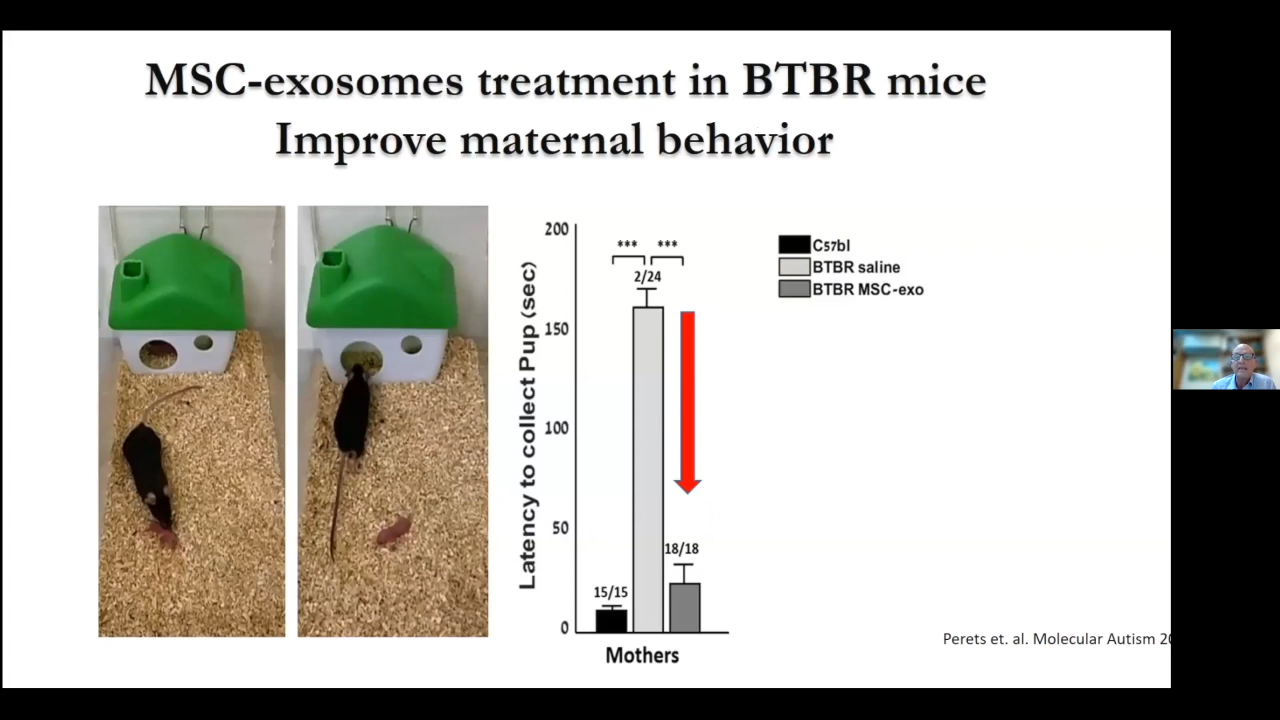 MSC-exosomes treatment in BTBR mice
Improve maternal behavior
Latency to collect Pup (sec)
200
150
100
50
0
***
***
2/24
18/18
15/15
Mothers
C57bl
BTBR saline
BTBR MSC-exo
Perets et. al. Molecular Autism